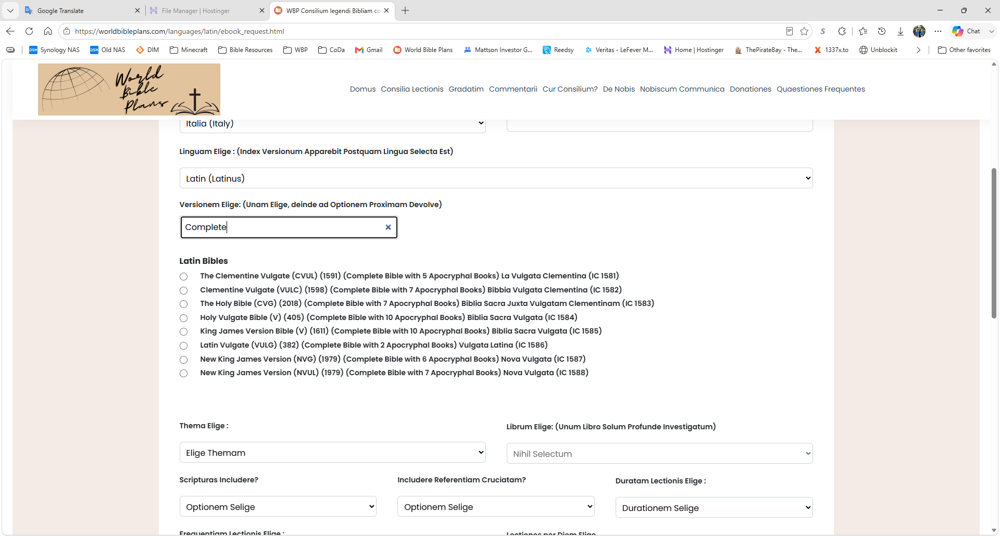 Google Translate
File Manager | Hostinger
WBP Consilium legendi Bibliam co
https://worldbibleplans.com/languages/latin/ebook_request.html
Chat
Synology NAS
Old NAS
DIM
Minecraft
Bible Resources
WBP
CoDa
Gmail
World Bible Plans
Mattson Investor G...
Reedsy
Veritas - LeFever M...
Home | Hostinger
ThePirateBay - The...
1337x.to
Unblockit
Other favorites
World
Bible
Plans
Domus Consilia Lectionis Gradatim Commentarii Cur Consilium? De Nobis Nobiscum Communica Donationes Quaestiones Frequentes
Italia (Italy)
Linguam Elige : (Index Versionum Apparebit Postquam Lingua Selecta Est)
Latin (Latinus)
Versionem Elige: (Unam Elige, deinde ad Optionem Proximam Devolve)
Complete
Latin Bibles
The Clementine Vulgate (CVUL) (1591) (Complete Bible with 5 Apocryphal Books) La Vulgata Clementina (IC 1581)
Clementine Vulgate (VULC) (1598) (Complete Bible with 7 Apocryphal Books) Bibbia Vulgata Clementina (IC 1582)
The Holy Bible (CVG) (2018) (Complete Bible with 7 Apocryphal Books) Biblia Sacra Juxta Vulgatam Clementinam (IC 1583)
Holy Vulgate Bible (V) (405) (Complete Bible with 10 Apocryphal Books) Biblia Sacra Vulgata (IC 1584)
King James Version Bible (V) (1611) (Complete Bible with 10 Apocryphal Books) Biblia Sacra Vulgata (IC 1585)
Latin Vulgate (VULG) (382) (Complete Bible with 2 Apocryphal Books) Vulgata Latina (IC 1586)
New King James Version (NVG) (1979) (Complete Bible with 6 Apocryphal Books) Nova Vulgata (IC 1587)
New King James Version (NVUL) (1979) (Complete Bible with 7 Apocryphal Books) Nova Vulgata (IC 1588)
Thema Elige :
Librum Elige: (Unum Libro Solum Profunde Investigatum)
Elige Themam
Nihil Selectum
Scripturas Includere?
Includere Referentiam Cruciatam?
Duratam Lectionis Elige :
Optionem Selige
Optionem Selige
Durationem Selige
Frequentiam Lectionis Elige :
Lectiones per Diem Elige